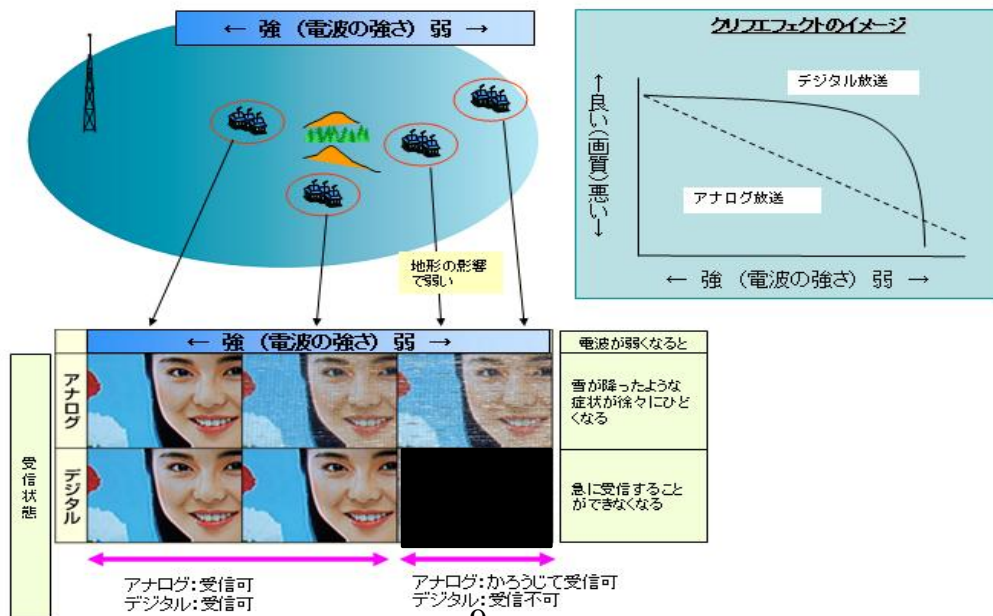 ← 強 (電波の強さ) 弱 →
地形の影響
で弱い
クリフエフェクトのイメージ
←良い(画質)悪い→
デジタル放送
アナログ放送
← 強 (電波の強さ) 弱 →
← 強 (電波の強さ) 弱 →
電波が弱くなると
受信状態
アナログ
雪が降ったような
症状が徐々にひど
くなる
デジタル
急に受信すること
ができなくなる
アナログ:受信可
デジタル:受信可
アナログ:かろうじて受信可
デジタル:受信不可